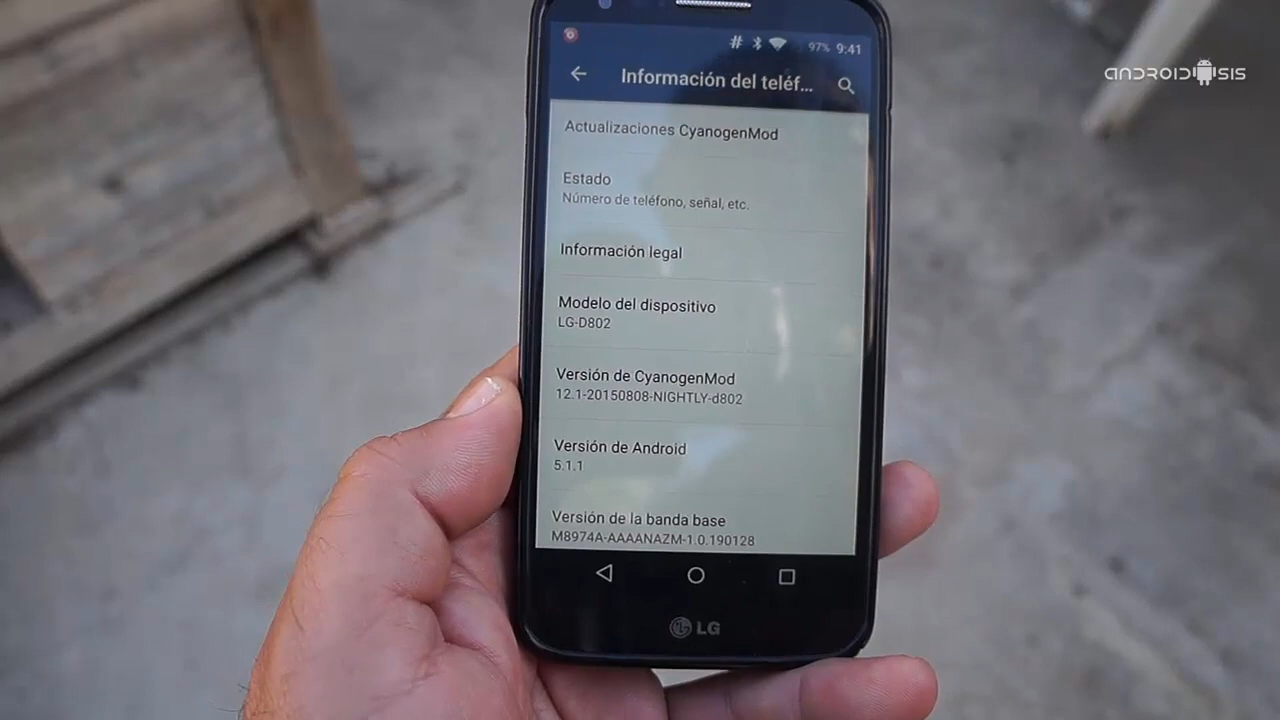 97% 9:41
Información del teléf...
ANDROIDSIS
Actualizaciones CyanogenMod
Estado
Número de teléfono, señal, etc.
Información legal
Modelo del dispositivo
LG-D802
Versión de CyanogenMod
12.1-20150808-NIGHTLY-d802
Versión de Android
5.1.1
Versión de la banda base
M8974A-AAAANAZM-1.0.190128
LG